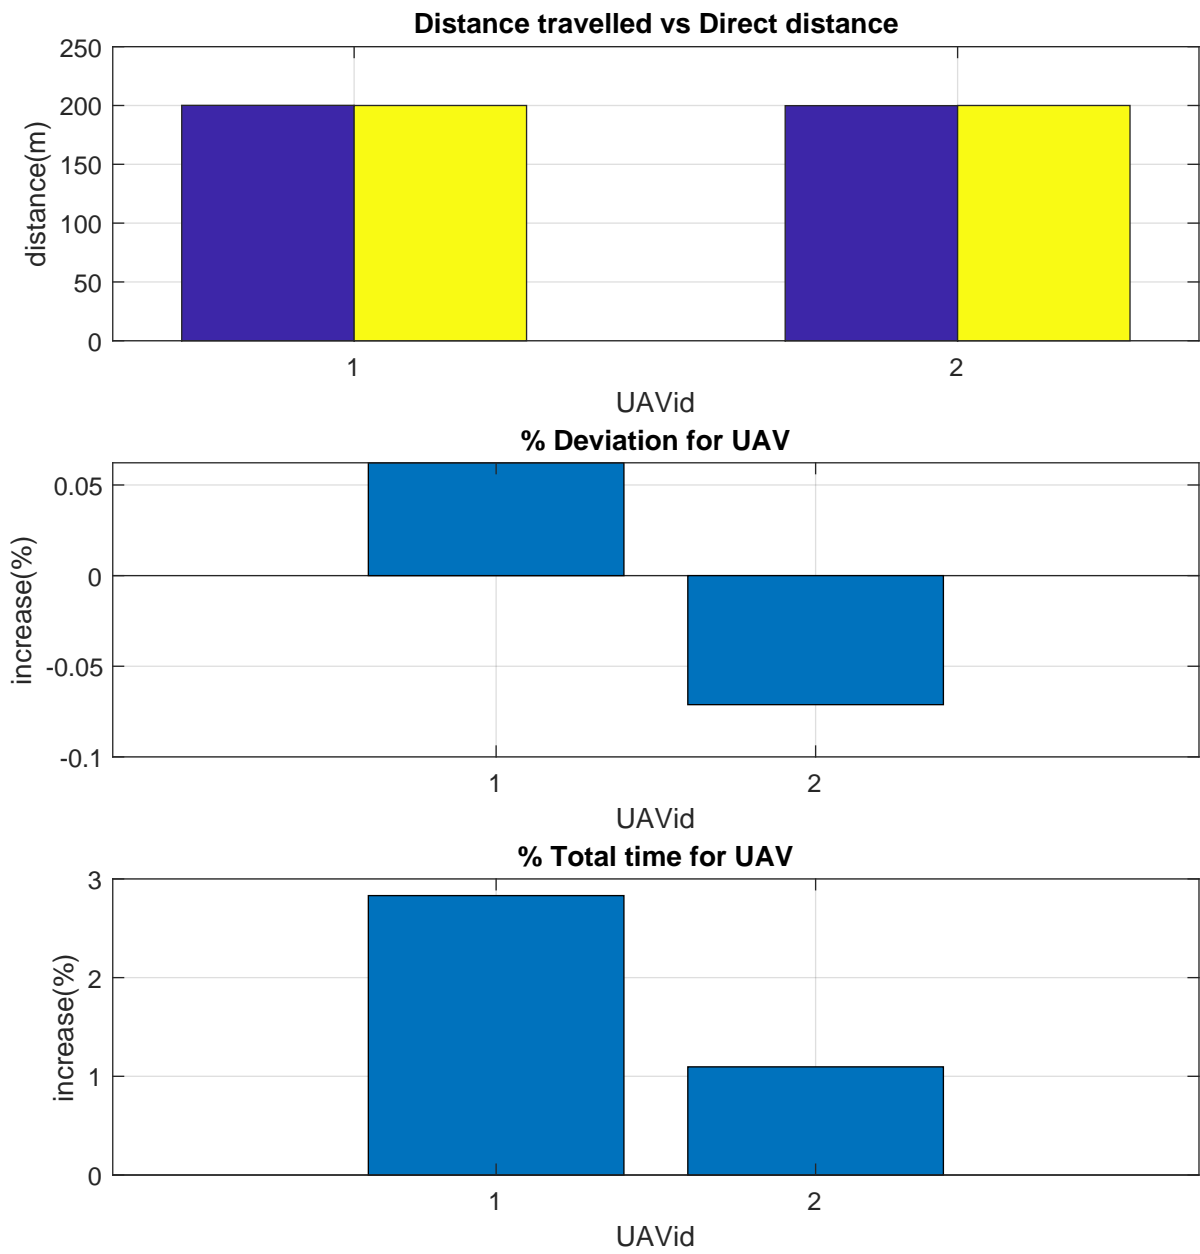 Distance travelled vs Direct distance
250
200
150
100
50
0
distance(m)
1
2
UAVid
% Deviation for UAV
0.05
0
-0.05
-0.1
increase(%)
1
2
UAVid
% Total time for UAV
3
2
1
0
increase(%)
1
2
UAVid